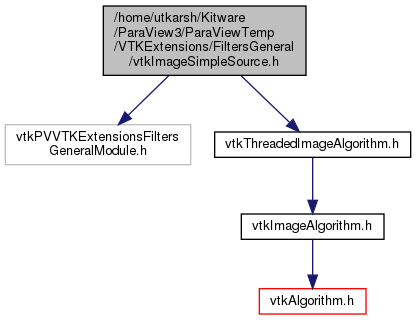 /home/utkarsh/Kitware
/ParaView3/ParaViewTemp
/VTKExtensions/FiltersGeneral
/vtkImageSimpleSource.h
vtkPVVTKExtensionsFilters
GeneralModule.h
vtkThreadedImageAlgorithm.h
vtkImageAlgorithm.h
vtkAlgorithm.h